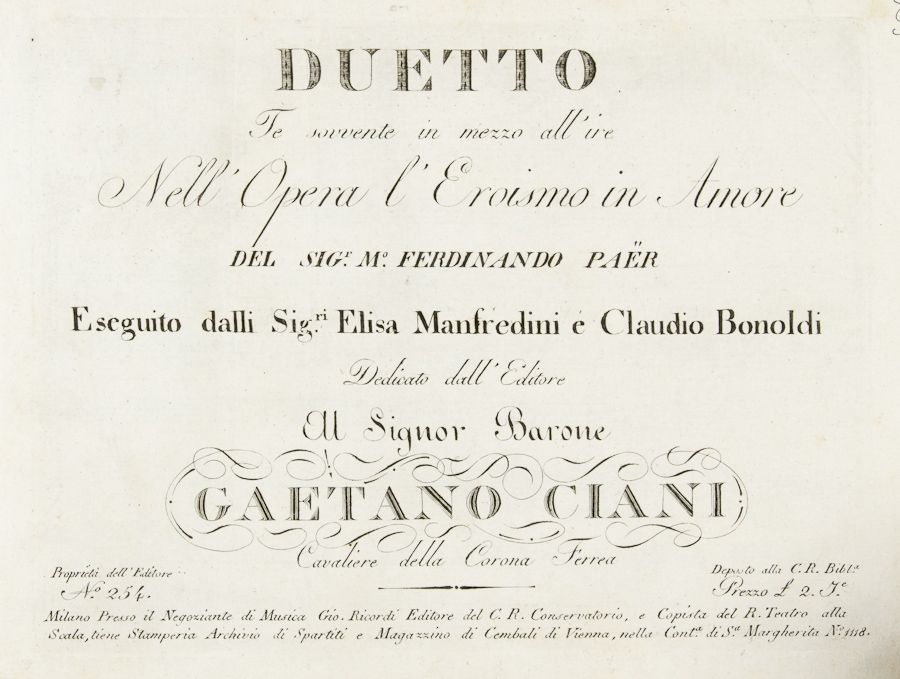 DUETTO
Te sovvente in mezzo all'ire
Nell'Opera l'Eroismo in Amore
DEL SIG.r M.o FERDINANDO PAËR
Eseguito dalli Sig.ri Elisa Manfredini e Claudio Bonoldi
Dedicato dall'Editore
Al Signor Barone
GAETANO CIANI
Cavaliere della Corona Ferrea
Proprietà dell'Editore
N.o 254.
Deposto alla C. R. Bibl.a
Prezzo £ 2. I.e
Milano Presso il Negoziante di Musica Gio. Ricordi Editore del C. R. Conservatorio, e Copista del R. Teatro alla
Scala, tiene Stamperia Archivio di Spartiti e Magazzino di Cembali di Vienna, nella Cont.a di S.a Margherita N.o 1118.